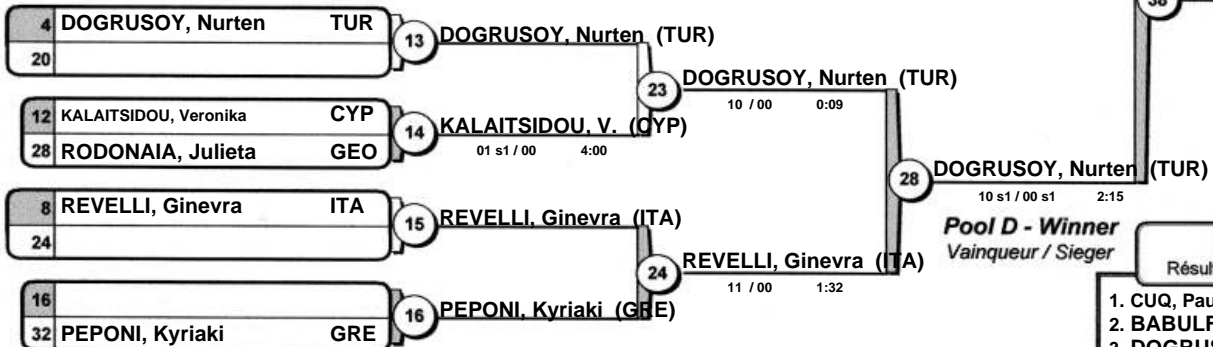 38
4 DOGRUSOY, Nurten TUR
20
13 DOGRUSOY, Nurten (TUR)
23 DOGRUSOY, Nurten (TUR)
10 / 00 0:09
12 KALAITSIDOU, Veronika CYP
28 RODONAIA, Julieta GEO
14 KALAITSIDOU, V. (CYP)
01 s1 / 00 4:00
28 DOGRUSOY, Nurten (TUR)
10 s1 / 00 s1 2:15
Pool D - Winner
Vainqueur / Sieger
8 REVELLI, Ginevra ITA
24
15 REVELLI, Ginevra (ITA)
24 REVELLI, Ginevra (ITA)
11 / 00 1:32
16
32 PEPONI, Kyriaki GRE
16 PEPONI, Kyriaki (GRE)
Résul
1. CUQ, Pau
2. BABULF
3. DOGRUS